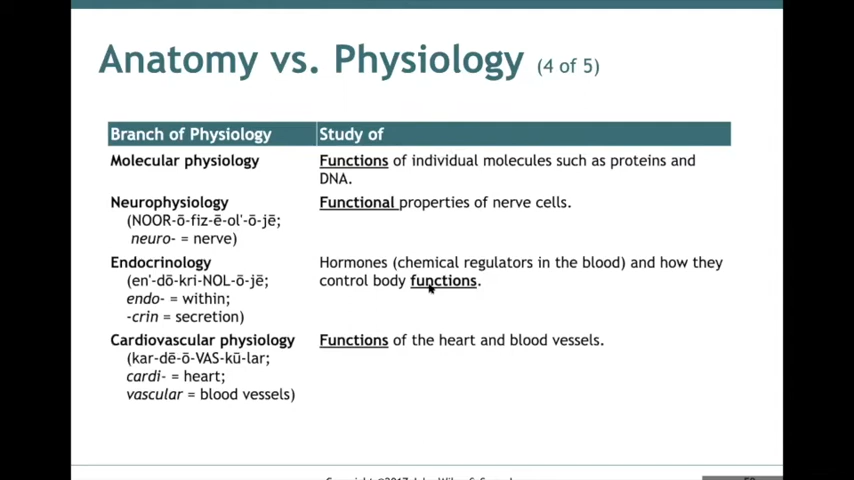 Anatomy vs. Physiology (4 of 5)
Branch of Physiology Study of
Molecular physiology Functions of individual molecules such as proteins and
DNA.
Neurophysiology Functional properties of nerve cells.
(NOOR-ō-fiz-ē-ol'-ō-jē;
neuro- = nerve)
Endocrinology Hormones (chemical regulators in the blood) and how they
(en'-dō-kri-NOL-ō-jē; control body functions.
endo- = within;
-crin = secretion)
Cardiovascular physiology Functions of the heart and blood vessels.
(kar-dē-ō-VAS-kū-lar;
cardi- = heart;
vascular = blood vessels)